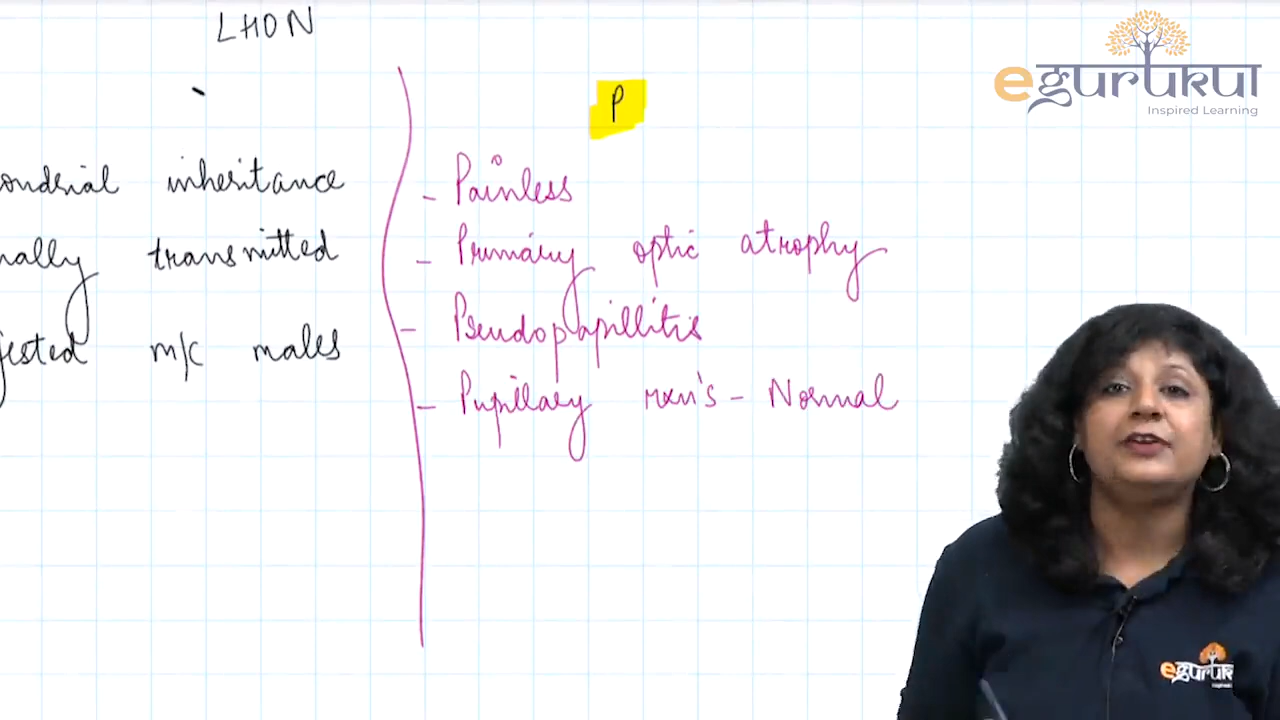 LHON
egurukul
Inspired Learning
P
ondrial inheritance
nally transmitted
fested m/c males
- Painless
- Primary optic atrophy
- Pseudopapillitis
- Pupillary rxn's - Normal
egurukul